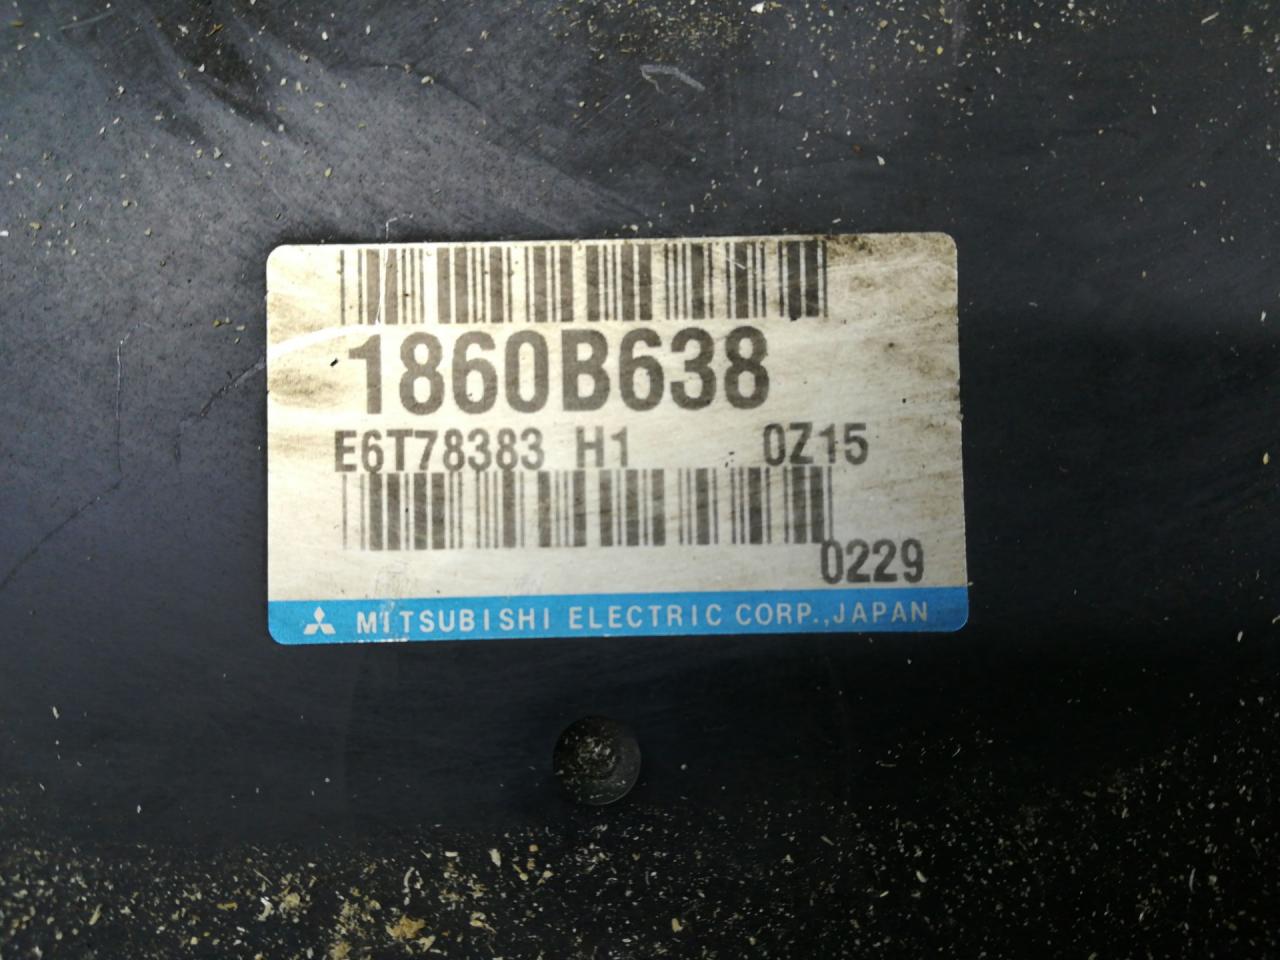 1860B638
E6T78383 H1 0Z15
0229
MITSUBISHI ELECTRIC CORP.,JAPAN